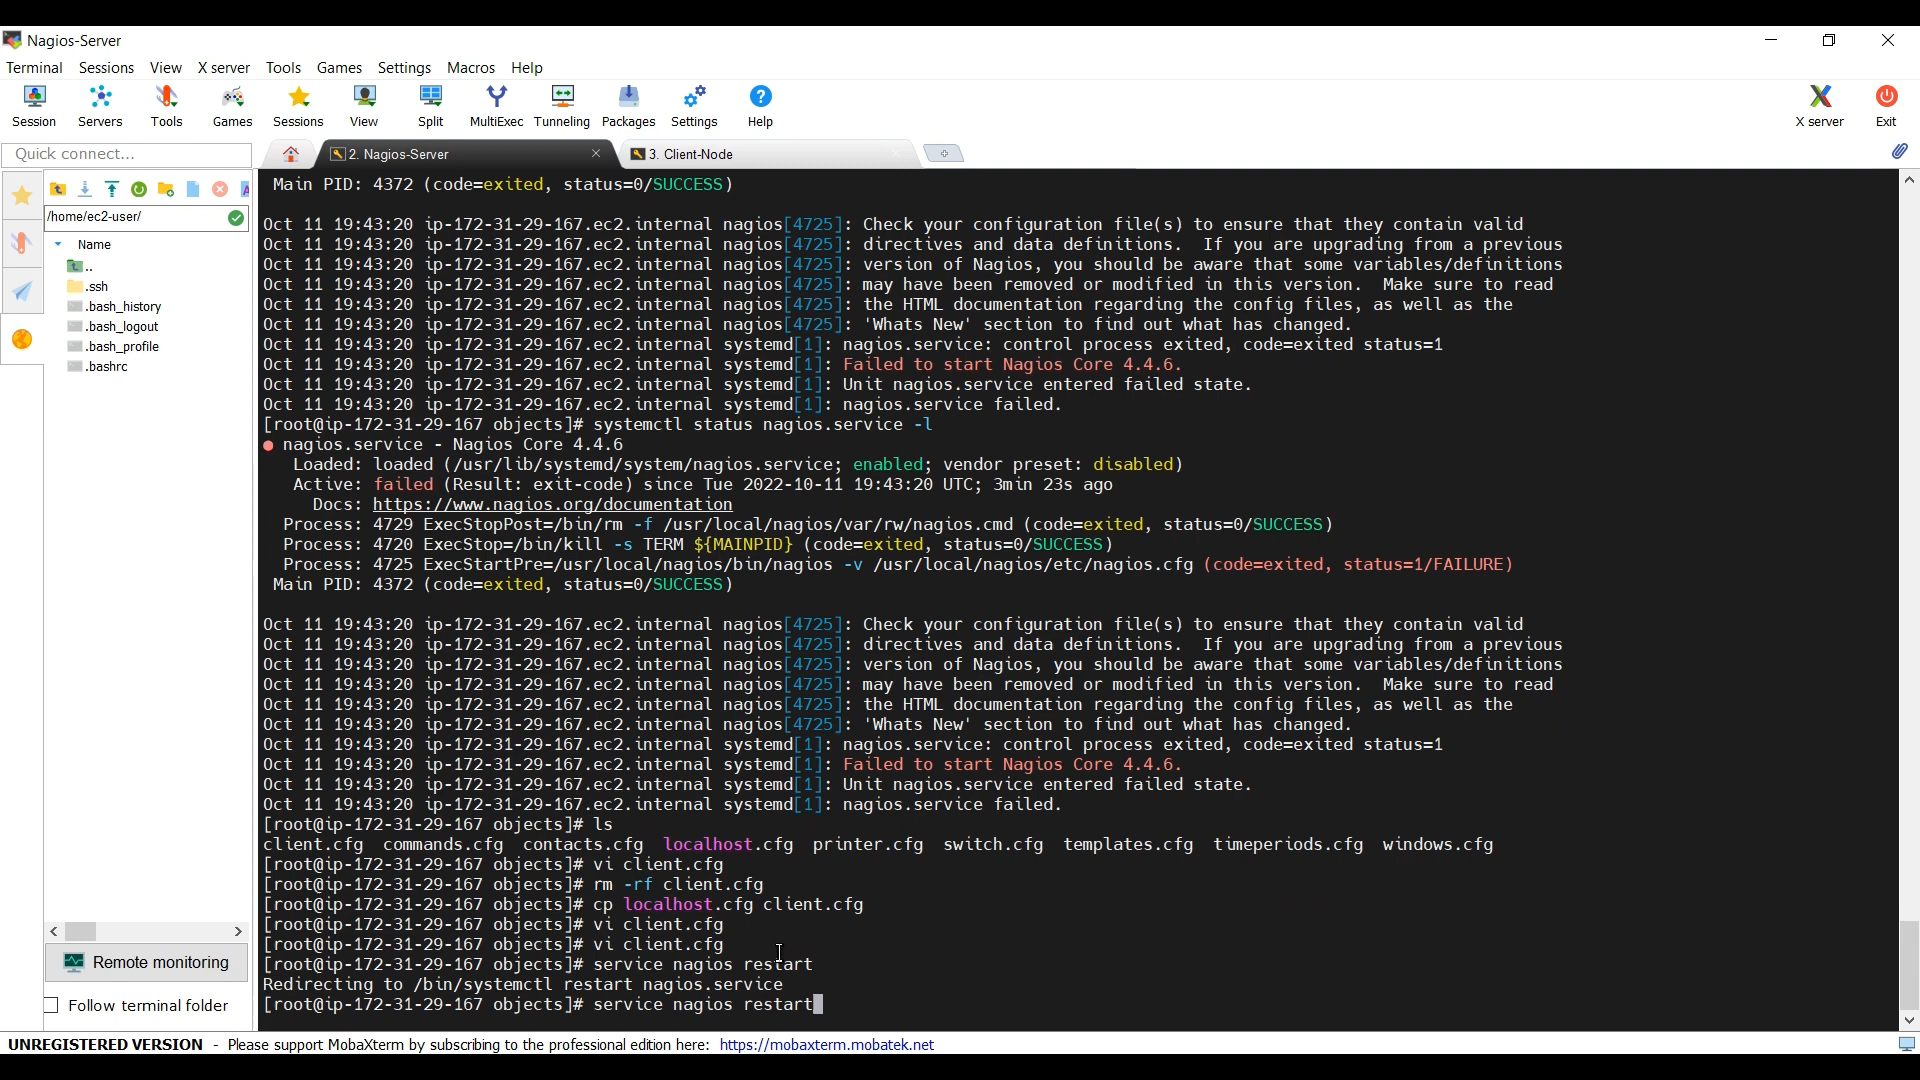 Nagios-Server
Terminal Sessions View X server Tools Games Settings Macros Help
Session Servers Tools Games Sessions View Split MultiExec Tunneling Packages Settings Help X server Exit
Quick connect...
2. Nagios-Server
3. Client-Node
/home/ec2-user/
Name
..
.ssh
.bash_history
.bash_logout
.bash_profile
.bashrc
Remote monitoring
Follow terminal folder
Main PID: 4372 (code=exited, status=0/SUCCESS)
Oct 11 19:43:20 ip-172-31-29-167.ec2.internal nagios[4725]: Check your configuration file(s) to ensure that they contain valid
Oct 11 19:43:20 ip-172-31-29-167.ec2.internal nagios[4725]: directives and data definitions.  If you are upgrading from a previous
Oct 11 19:43:20 ip-172-31-29-167.ec2.internal nagios[4725]: version of Nagios, you should be aware that some variables/definitions
Oct 11 19:43:20 ip-172-31-29-167.ec2.internal nagios[4725]: may have been removed or modified in this version.  Make sure to read
Oct 11 19:43:20 ip-172-31-29-167.ec2.internal nagios[4725]: the HTML documentation regarding the config files, as well as the
Oct 11 19:43:20 ip-172-31-29-167.ec2.internal nagios[4725]: 'Whats New' section to find out what has changed.
Oct 11 19:43:20 ip-172-31-29-167.ec2.internal systemd[1]: nagios.service: control process exited, code=exited status=1
Oct 11 19:43:20 ip-172-31-29-167.ec2.internal systemd[1]: Failed to start Nagios Core 4.4.6.
Oct 11 19:43:20 ip-172-31-29-167.ec2.internal systemd[1]: Unit nagios.service entered failed state.
Oct 11 19:43:20 ip-172-31-29-167.ec2.internal systemd[1]: nagios.service failed.
[root@ip-172-31-29-167 objects]# systemctl status nagios.service -l
● nagios.service - Nagios Core 4.4.6
Loaded: loaded (/usr/lib/systemd/system/nagios.service; enabled; vendor preset: disabled)
Active: failed (Result: exit-code) since Tue 2022-10-11 19:43:20 UTC; 3min 23s ago
Docs: https://www.nagios.org/documentation
Process: 4729 ExecStopPost=/bin/rm -f /usr/local/nagios/var/rw/nagios.cmd (code=exited, status=0/SUCCESS)
Process: 4720 ExecStop=/bin/kill -s TERM ${MAINPID} (code=exited, status=0/SUCCESS)
Process: 4725 ExecStartPre=/usr/local/nagios/bin/nagios -v /usr/local/nagios/etc/nagios.cfg (code=exited, status=1/FAILURE)
Main PID: 4372 (code=exited, status=0/SUCCESS)
Oct 11 19:43:20 ip-172-31-29-167.ec2.internal nagios[4725]: Check your configuration file(s) to ensure that they contain valid
Oct 11 19:43:20 ip-172-31-29-167.ec2.internal nagios[4725]: directives and data definitions.  If you are upgrading from a previous
Oct 11 19:43:20 ip-172-31-29-167.ec2.internal nagios[4725]: version of Nagios, you should be aware that some variables/definitions
Oct 11 19:43:20 ip-172-31-29-167.ec2.internal nagios[4725]: may have been removed or modified in this version.  Make sure to read
Oct 11 19:43:20 ip-172-31-29-167.ec2.internal nagios[4725]: the HTML documentation regarding the config files, as well as the
Oct 11 19:43:20 ip-172-31-29-167.ec2.internal nagios[4725]: 'Whats New' section to find out what has changed.
Oct 11 19:43:20 ip-172-31-29-167.ec2.internal systemd[1]: nagios.service: control process exited, code=exited status=1
Oct 11 19:43:20 ip-172-31-29-167.ec2.internal systemd[1]: Failed to start Nagios Core 4.4.6.
Oct 11 19:43:20 ip-172-31-29-167.ec2.internal systemd[1]: Unit nagios.service entered failed state.
Oct 11 19:43:20 ip-172-31-29-167.ec2.internal systemd[1]: nagios.service failed.
[root@ip-172-31-29-167 objects]# ls
client.cfg  commands.cfg  contacts.cfg  localhost.cfg  printer.cfg  switch.cfg  templates.cfg  timeperiods.cfg  windows.cfg
[root@ip-172-31-29-167 objects]# vi client.cfg
[root@ip-172-31-29-167 objects]# rm -rf client.cfg
[root@ip-172-31-29-167 objects]# cp localhost.cfg client.cfg
[root@ip-172-31-29-167 objects]# vi client.cfg
[root@ip-172-31-29-167 objects]# vi client.cfg
[root@ip-172-31-29-167 objects]# service nagios restart
Redirecting to /bin/systemctl restart nagios.service
[root@ip-172-31-29-167 objects]# service nagios restart
UNREGISTERED VERSION - Please support MobaXterm by subscribing to the professional edition here: https://mobaxterm.mobatek.net